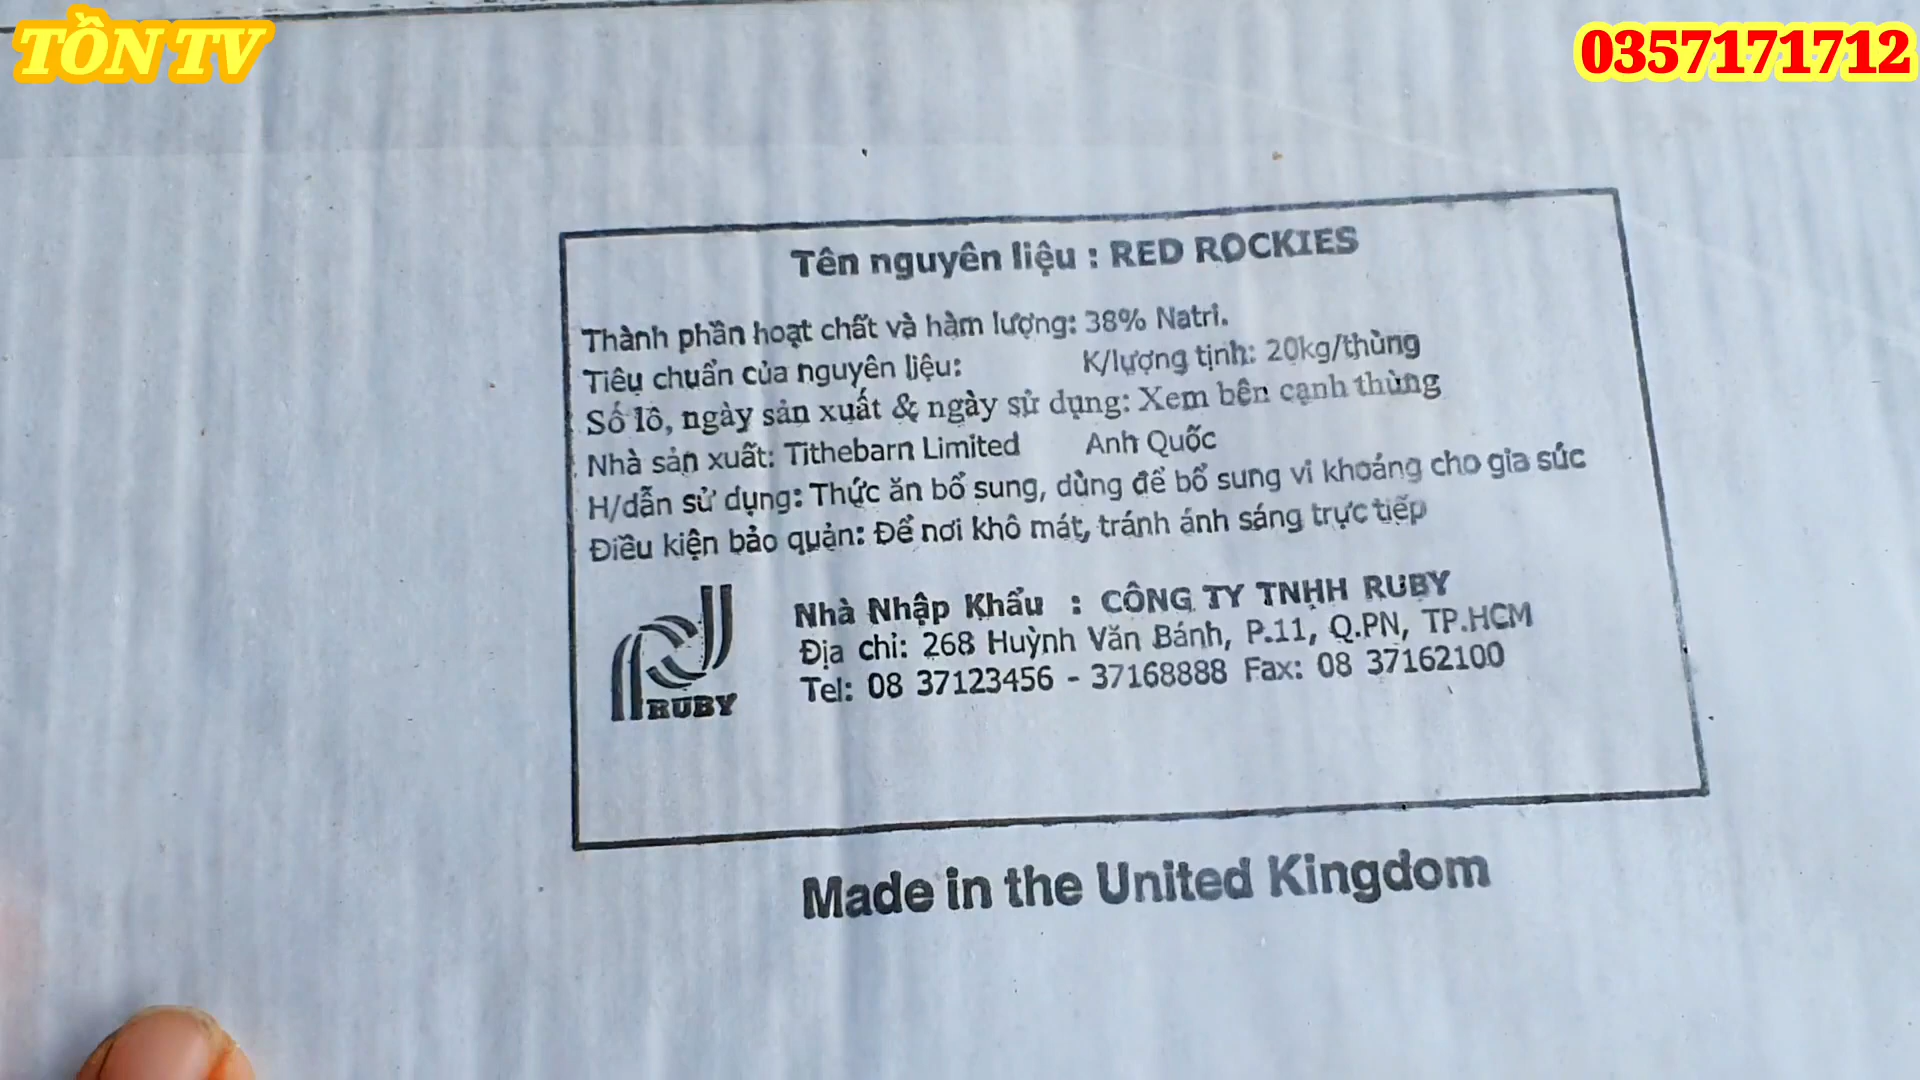 TỒN TV
0357171712
Tên nguyên liệu : RED ROCKIES
Thành phần hoạt chất và hàm lượng: 38% Natri.
Tiêu chuẩn của nguyên liệu: K/lượng tịnh: 20kg/thùng
Số lô, ngày sản xuất & ngày sử dụng: Xem bên cạnh thùng
Nhà sản xuất: Tithebarn Limited Anh Quốc
H/dẫn sử dụng: Thức ăn bổ sung, dùng để bổ sung vi khoáng cho gia súc
Điều kiện bảo quản: Để nơi khô mát, tránh ánh sáng trực tiếp
Nhà Nhập Khẩu : CÔNG TY TNHH RUBY
Địa chỉ: 268 Huỳnh Văn Bánh, P.11, Q.PN, TP.HCM
Tel: 08 37123456 - 37168888 Fax: 08 37162100
RUBY
Made in the United Kingdom